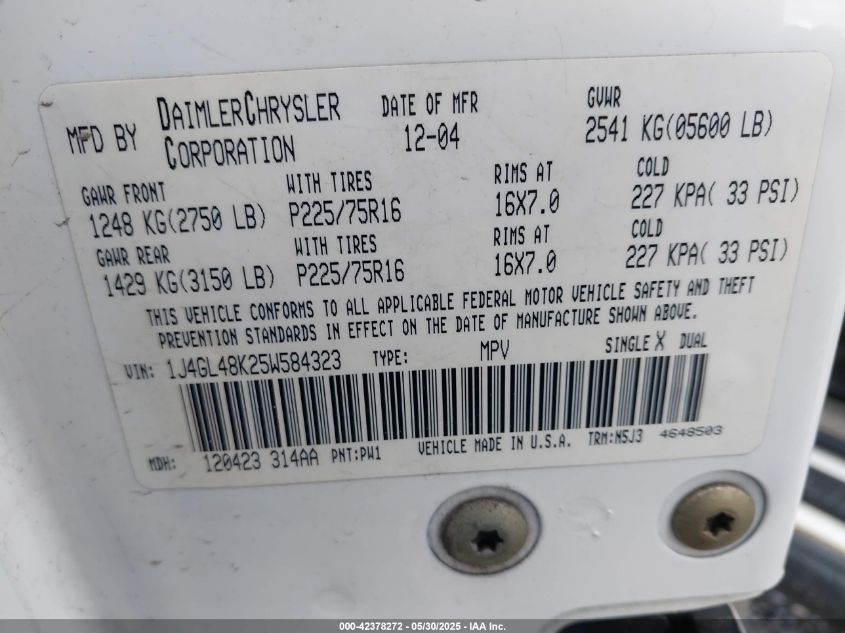 MFD BY DAIMLERCHRYSLER CORPORATION DATE OF MFR 12-04 GVWR 2541 KG(05600 LB)
GAWR FRONT WITH TIRES RIMS AT COLD
1248 KG(2750 LB) P225/75R16 16X7.0 227 KPA( 33 PSI)
GAWR REAR WITH TIRES RIMS AT COLD
1429 KG(3150 LB) P225/75R16 16X7.0 227 KPA( 33 PSI)
THIS VEHICLE CONFORMS TO ALL APPLICABLE FEDERAL MOTOR VEHICLE SAFETY AND THEFT
PREVENTION STANDARDS IN EFFECT ON THE DATE OF MANUFACTURE SHOWN ABOVE.
VIN: 1J4GL48K25W584323 TYPE: MPV SINGLE X DUAL
MDH: 120423 314AA PNT:PW1 VEHICLE MADE IN U.S.A. TRM:N5J3 4648503
000-42378272 — 05/30/2025 — IAA Inc.